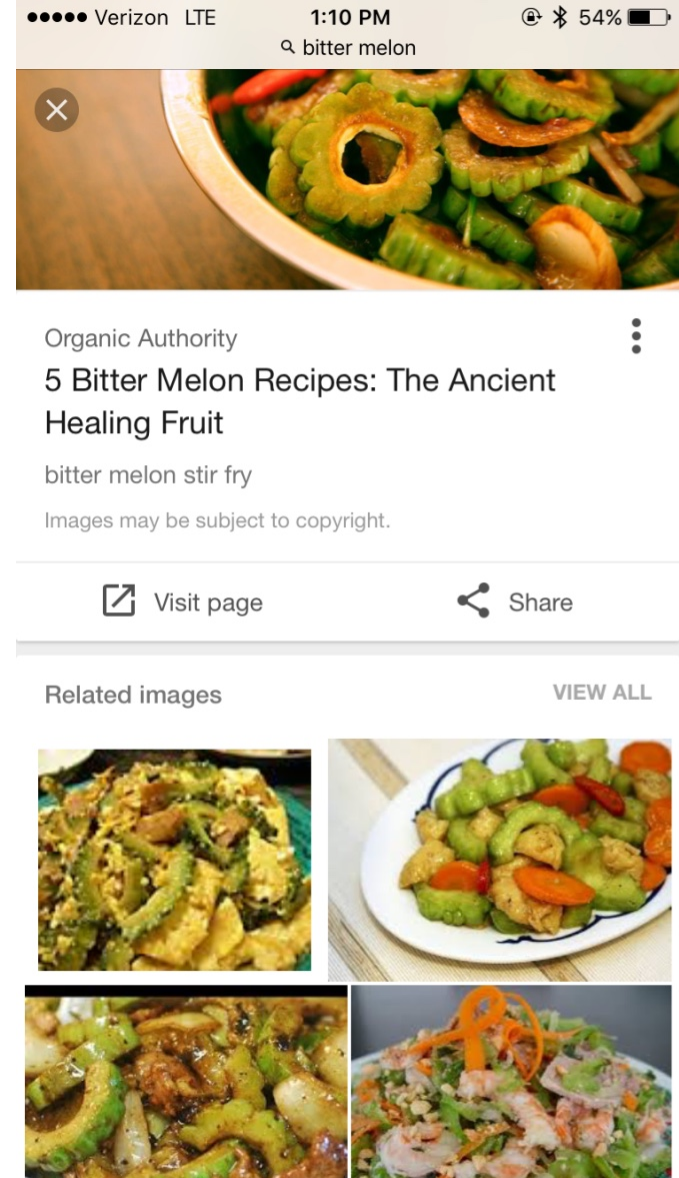 Verizon LTE 1:10 PM 54%
bitter melon
Organic Authority
5 Bitter Melon Recipes: The Ancient
Healing Fruit
bitter melon stir fry
Images may be subject to copyright.
Visit page Share
Related images VIEW ALL